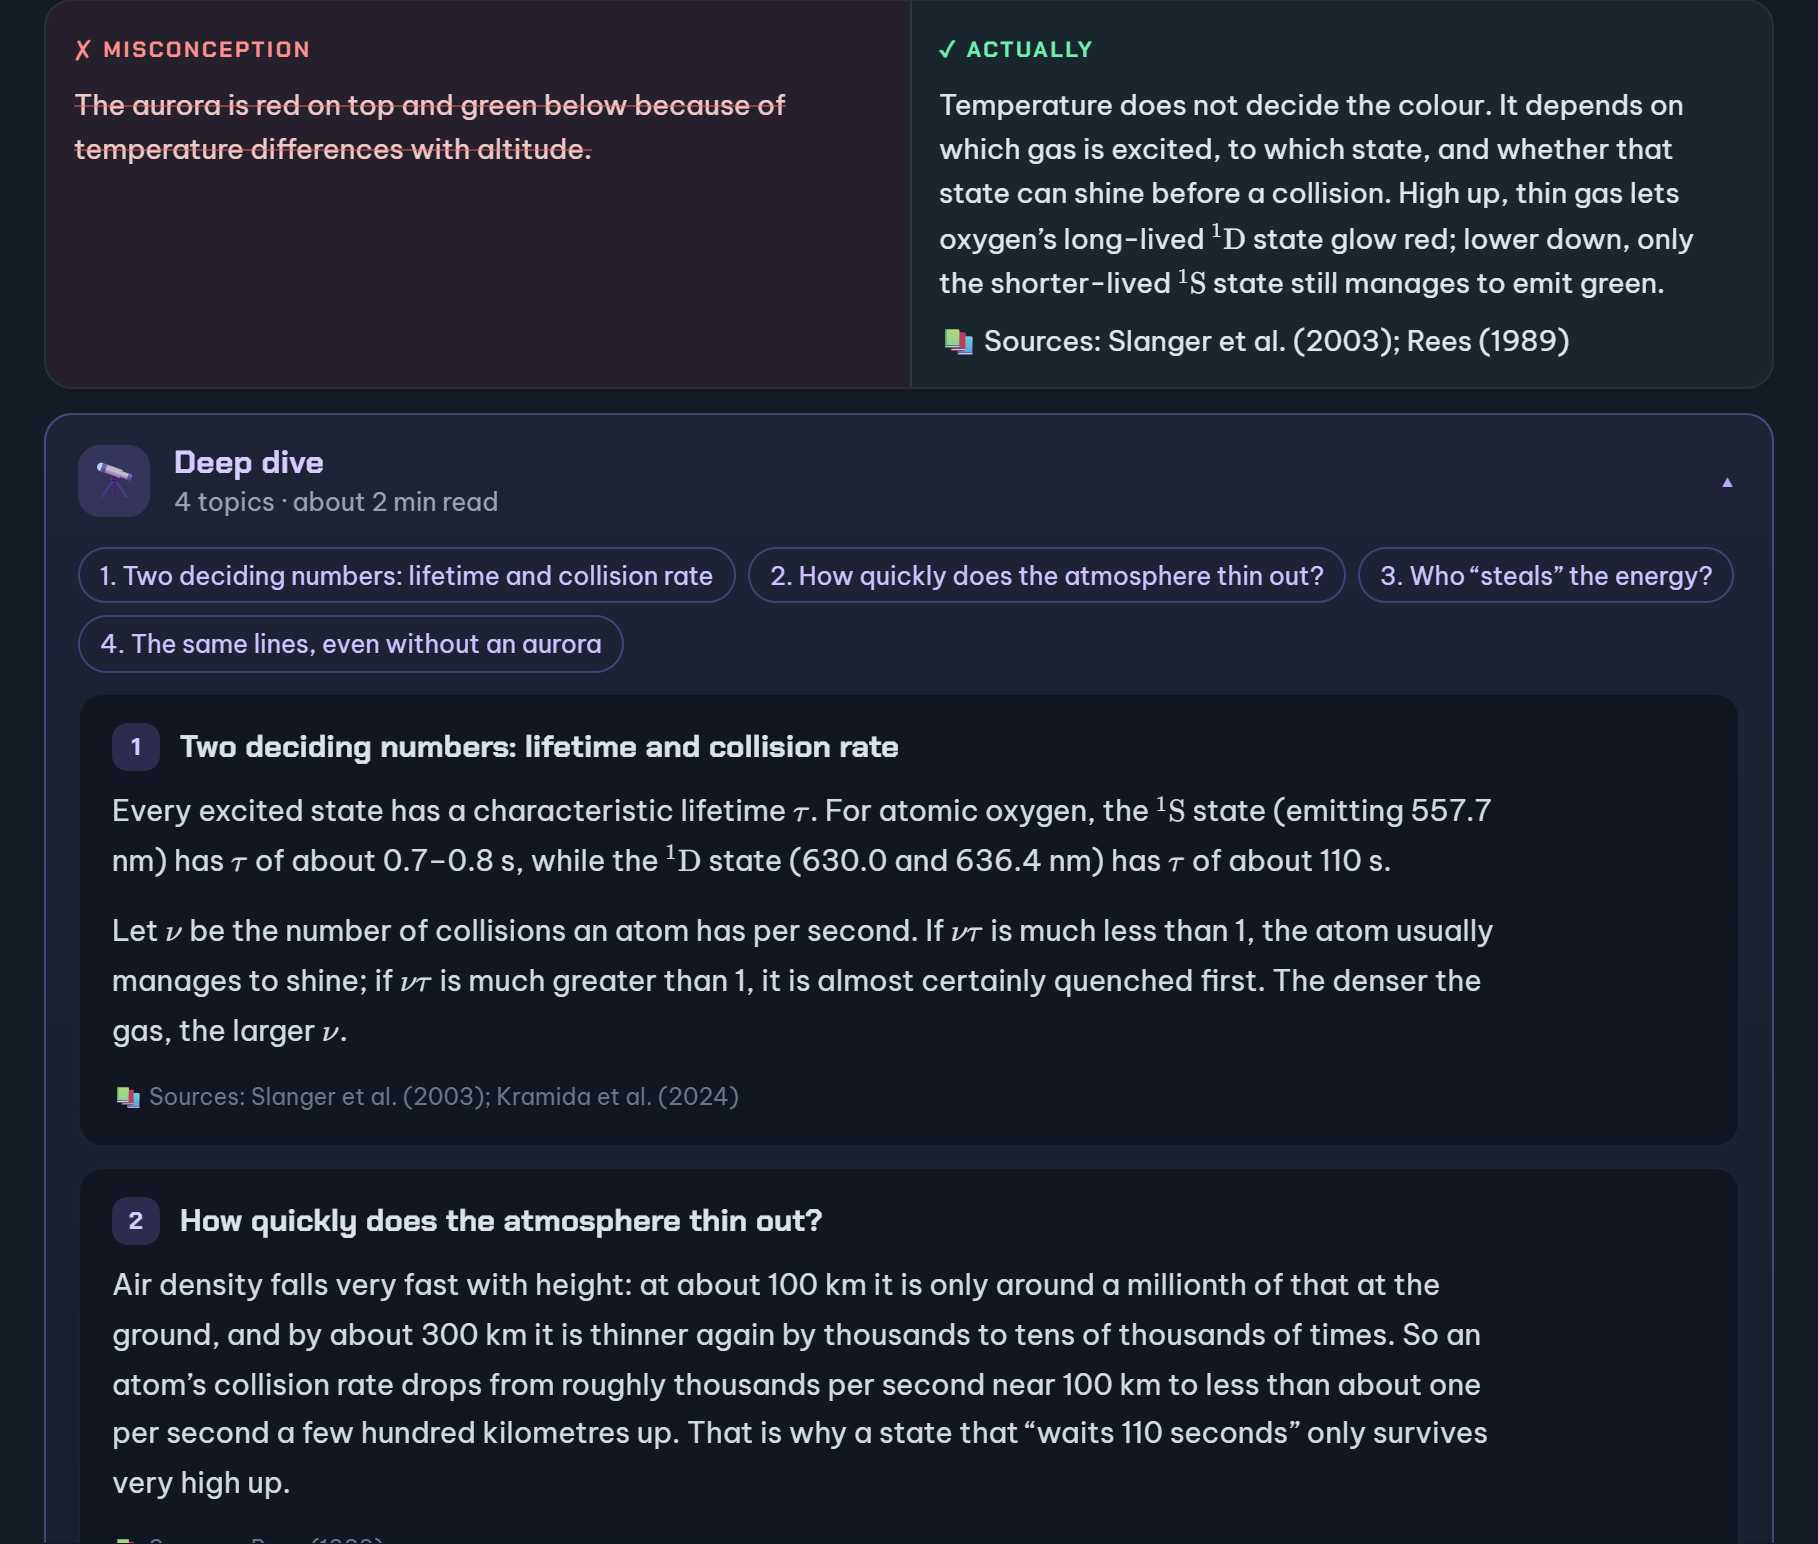 ✗ MISCONCEPTION
The aurora is red on top and green below because of
temperature differences with altitude.
✓ ACTUALLY
Temperature does not decide the colour. It depends on
which gas is excited, to which state, and whether that
state can shine before a collision. High up, thin gas lets
oxygen’s long-lived ¹D state glow red; lower down, only
the shorter-lived ¹S state still manages to emit green.
Sources: Slanger et al. (2003); Rees (1989)
Deep dive
4 topics · about 2 min read
▲
1. Two deciding numbers: lifetime and collision rate
2. How quickly does the atmosphere thin out?
3. Who “steals” the energy?
4. The same lines, even without an aurora
1 Two deciding numbers: lifetime and collision rate
Every excited state has a characteristic lifetime τ. For atomic oxygen, the ¹S state (emitting 557.7
nm) has τ of about 0.7–0.8 s, while the ¹D state (630.0 and 636.4 nm) has τ of about 110 s.
Let ν be the number of collisions an atom has per second. If ντ is much less than 1, the atom usually
manages to shine; if ντ is much greater than 1, it is almost certainly quenched first. The denser the
gas, the larger ν.
Sources: Slanger et al. (2003); Kramida et al. (2024)
2 How quickly does the atmosphere thin out?
Air density falls very fast with height: at about 100 km it is only around a millionth of that at the
ground, and by about 300 km it is thinner again by thousands to tens of thousands of times. So an
atom’s collision rate drops from roughly thousands per second near 100 km to less than about one
per second a few hundred kilometres up. That is why a state that “waits 110 seconds” only survives
very high up.